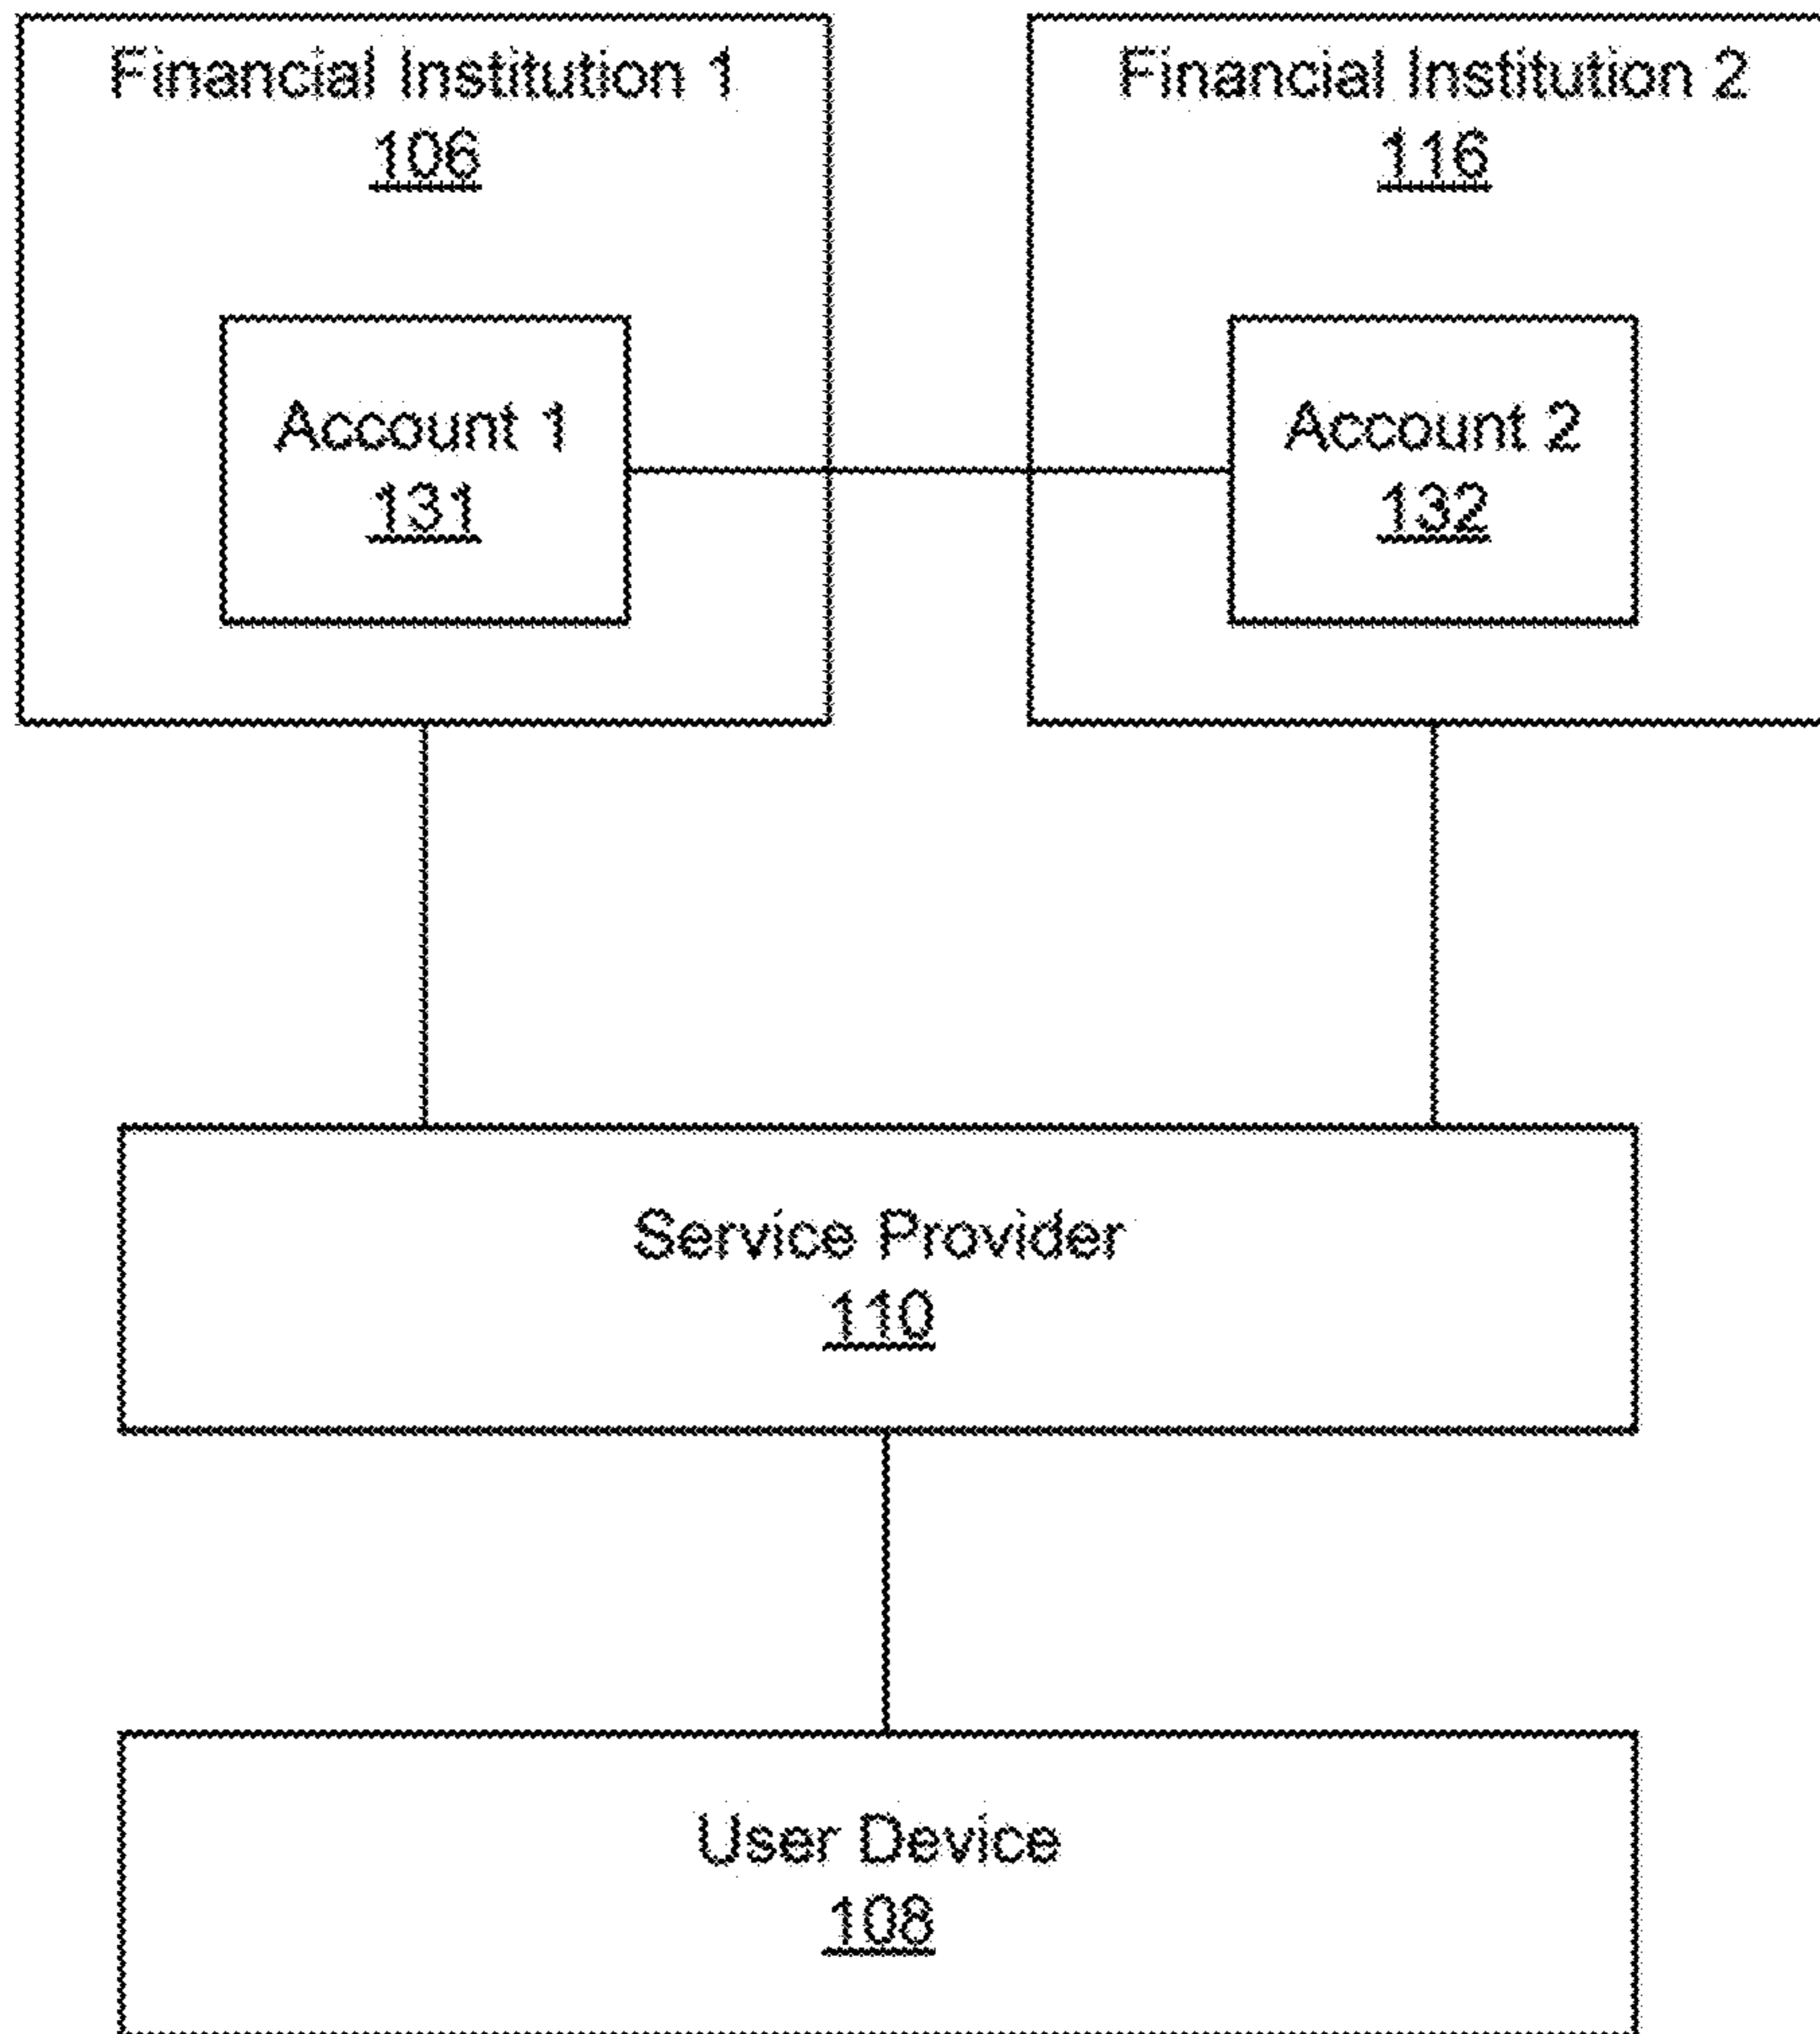 Financial Institution 1
106
Financial Institution 2
116
Account 1
131
Account 2
132
Service Provider
110
User Device
108